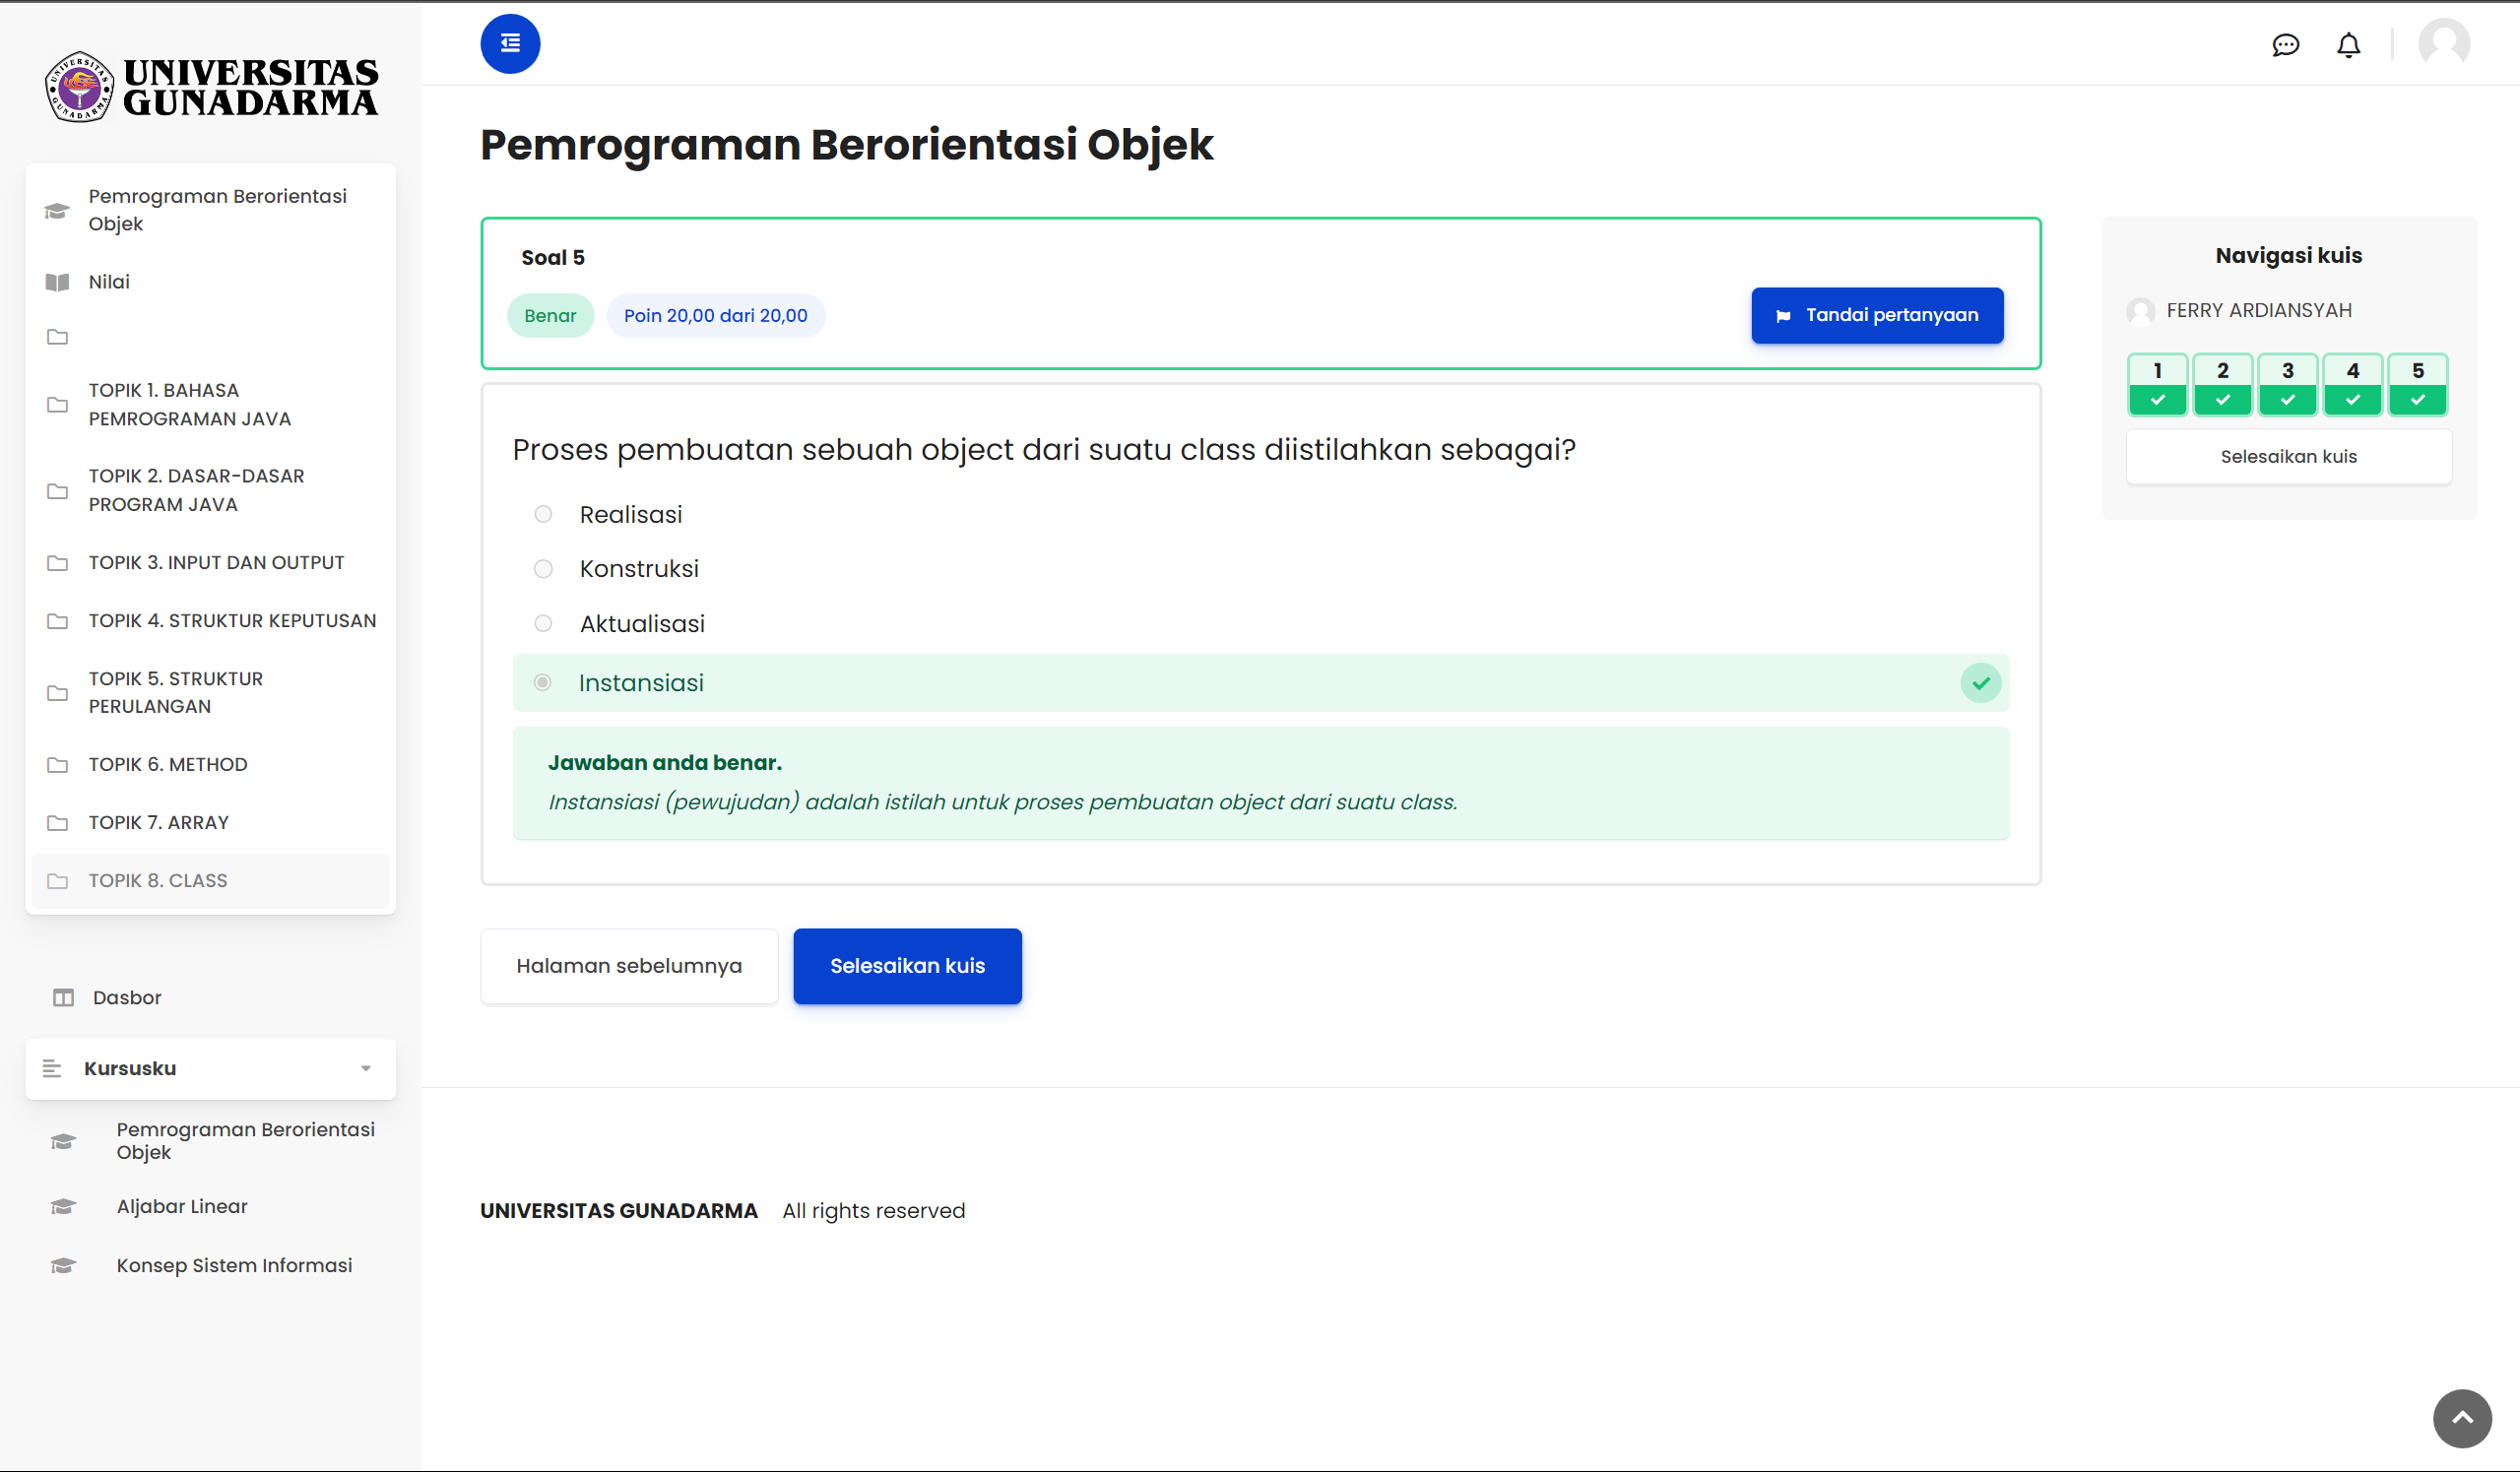 UNIVERSITAS
GUNADARMA
Pemrograman Berorientasi
Objek
Nilai
TOPIK 1. BAHASA
PEMROGRAMAN JAVA
TOPIK 2. DASAR-DASAR
PROGRAM JAVA
TOPIK 3. INPUT DAN OUTPUT
TOPIK 4. STRUKTUR KEPUTUSAN
TOPIK 5. STRUKTUR
PERULANGAN
TOPIK 6. METHOD
TOPIK 7. ARRAY
TOPIK 8. CLASS
Dasbor
Kursusku
Pemrograman Berorientasi
Objek
Aljabar Linear
Konsep Sistem Informasi
Pemrograman Berorientasi Objek
Soal 5
Benar
Poin 20,00 dari 20,00
Tandai pertanyaan
Proses pembuatan sebuah object dari suatu class diistilahkan sebagai?
Realisasi
Konstruksi
Aktualisasi
Instansiasi
Jawaban anda benar.
Instansiasi (pewujudan) adalah istilah untuk proses pembuatan object dari suatu class.
Halaman sebelumnya
Selesaikan kuis
Navigasi kuis
FERRY ARDIANSYAH
1 2 3 4 5
Selesaikan kuis
UNIVERSITAS GUNADARMA All rights reserved